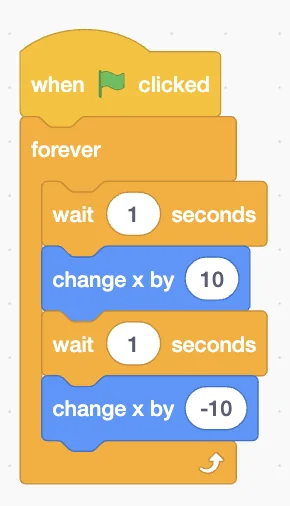 when clicked
forever
wait 1 seconds
change x by 10
wait 1 seconds
change x by -10